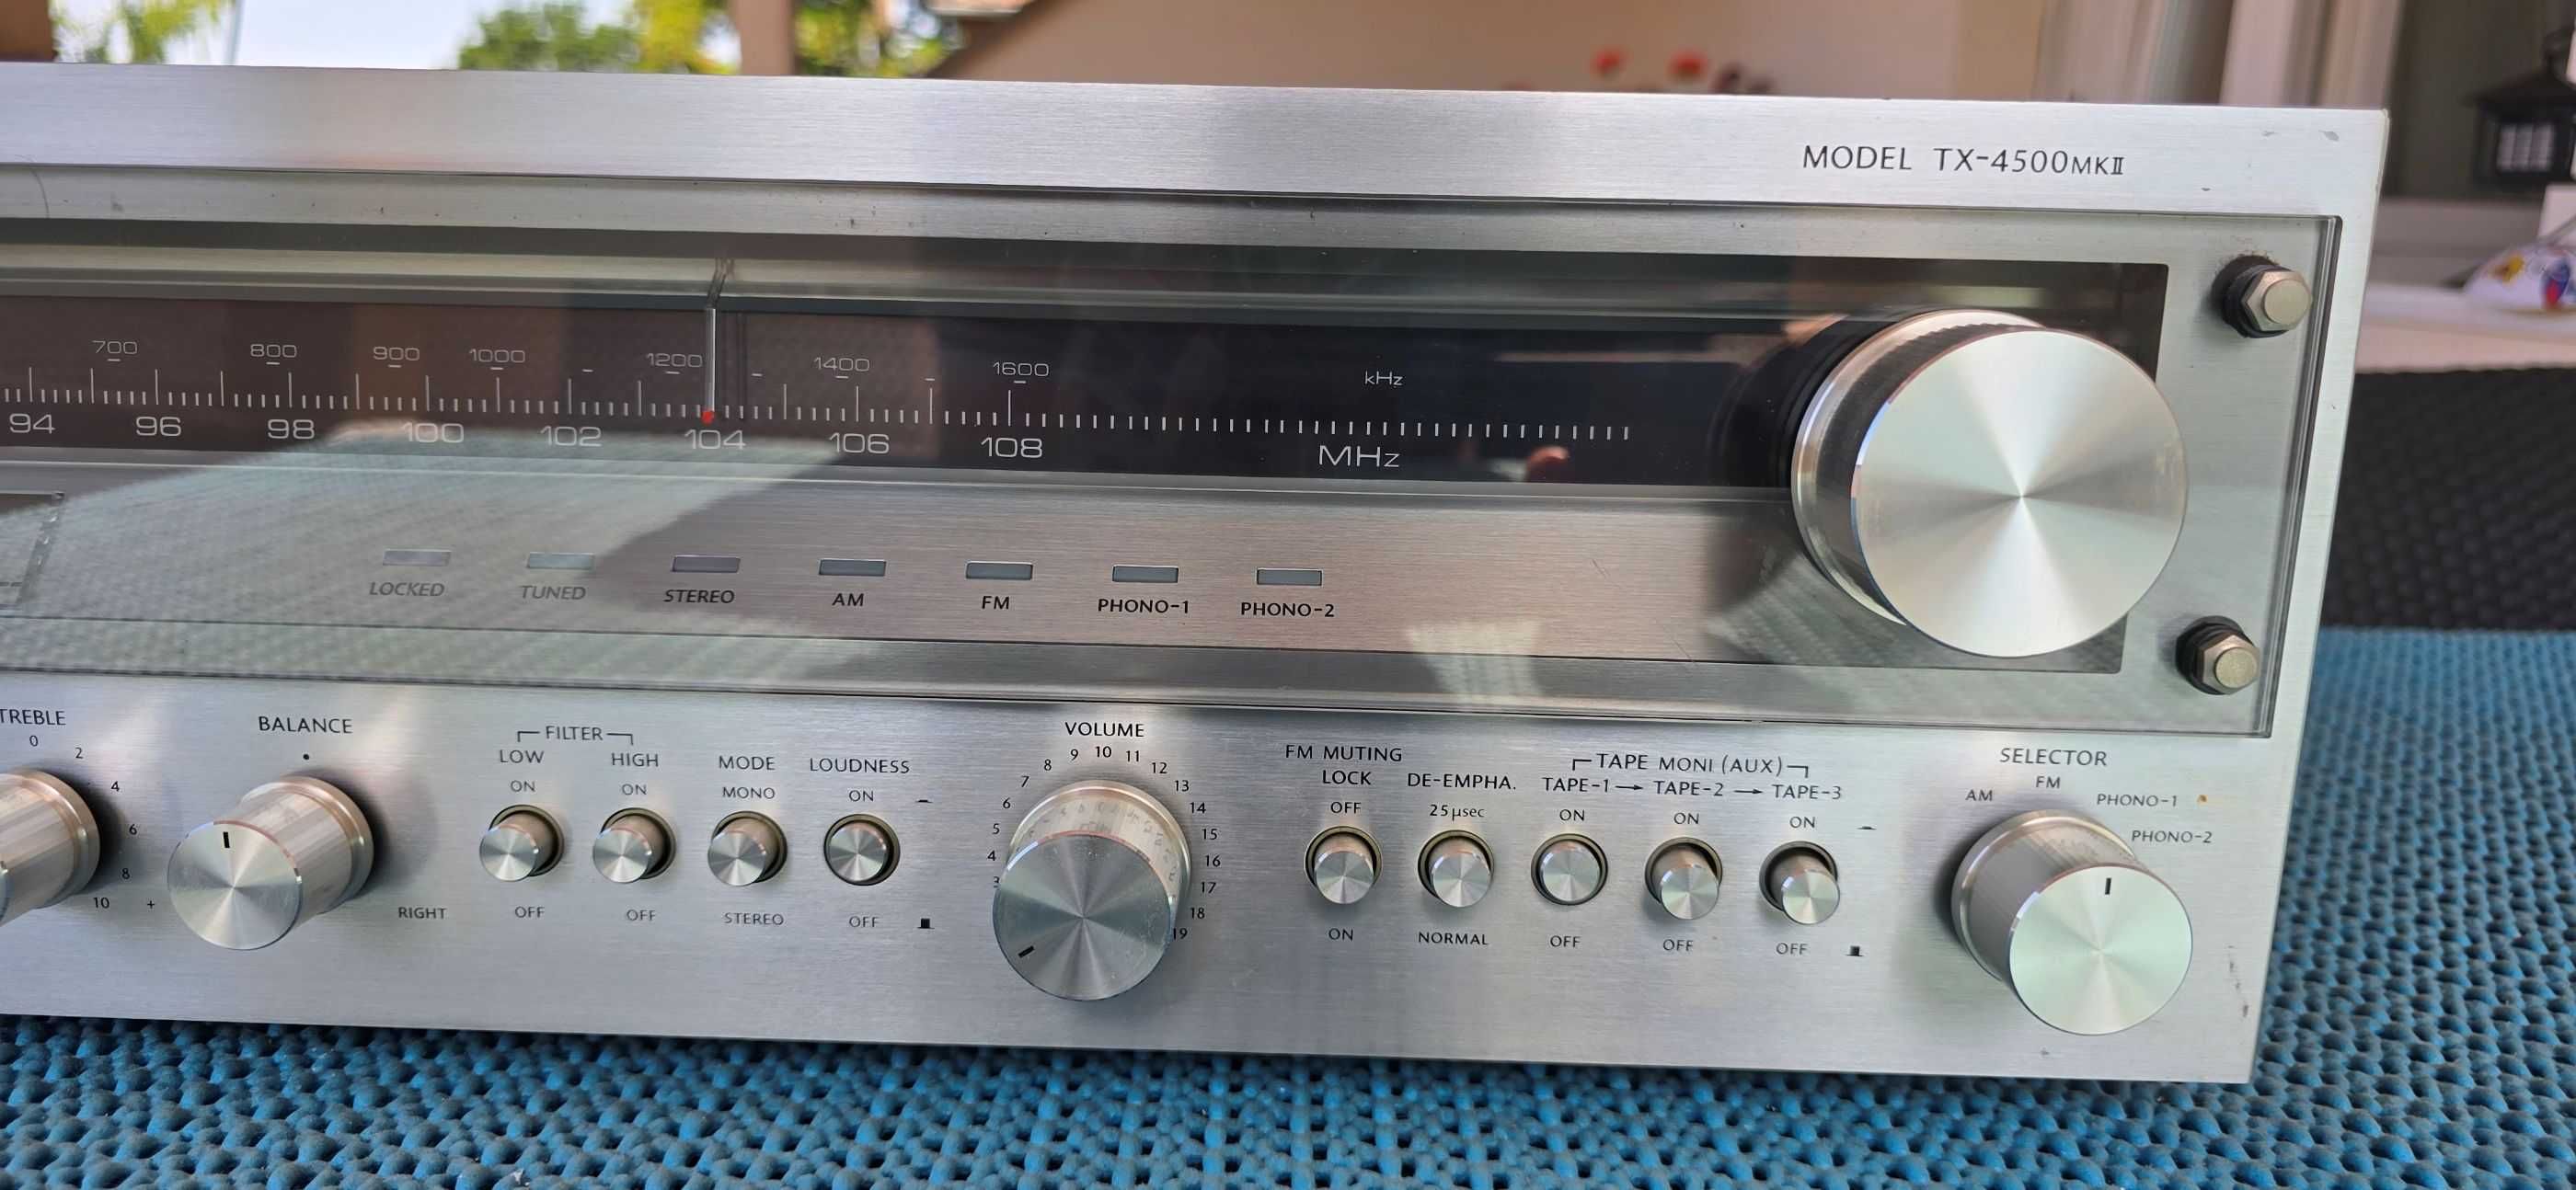 MODEL TX-4500MKII
700 800 900 1000 1200 1400 1600 kHz
94 96 98 100 102 104 106 108 MHz
LOCKED TUNED STEREO AM FM PHONO-1 PHONO-2
TREBLE
0
2
4
6
8
10 +
BALANCE
RIGHT
FILTER
LOW HIGH
ON ON
OFF OFF
MODE
MONO
STEREO
LOUDNESS
ON
OFF
VOLUME
3 4 5 6 7 8 9 10 11 12 13 14 15 16 17 18 19
FM MUTING
LOCK
OFF
ON
DE-EMPHA.
25μsec
NORMAL
TAPE MONI (AUX)
TAPE-1 → TAPE-2 → TAPE-3
ON ON ON
OFF OFF OFF
SELECTOR
AM FM PHONO-1
PHONO-2